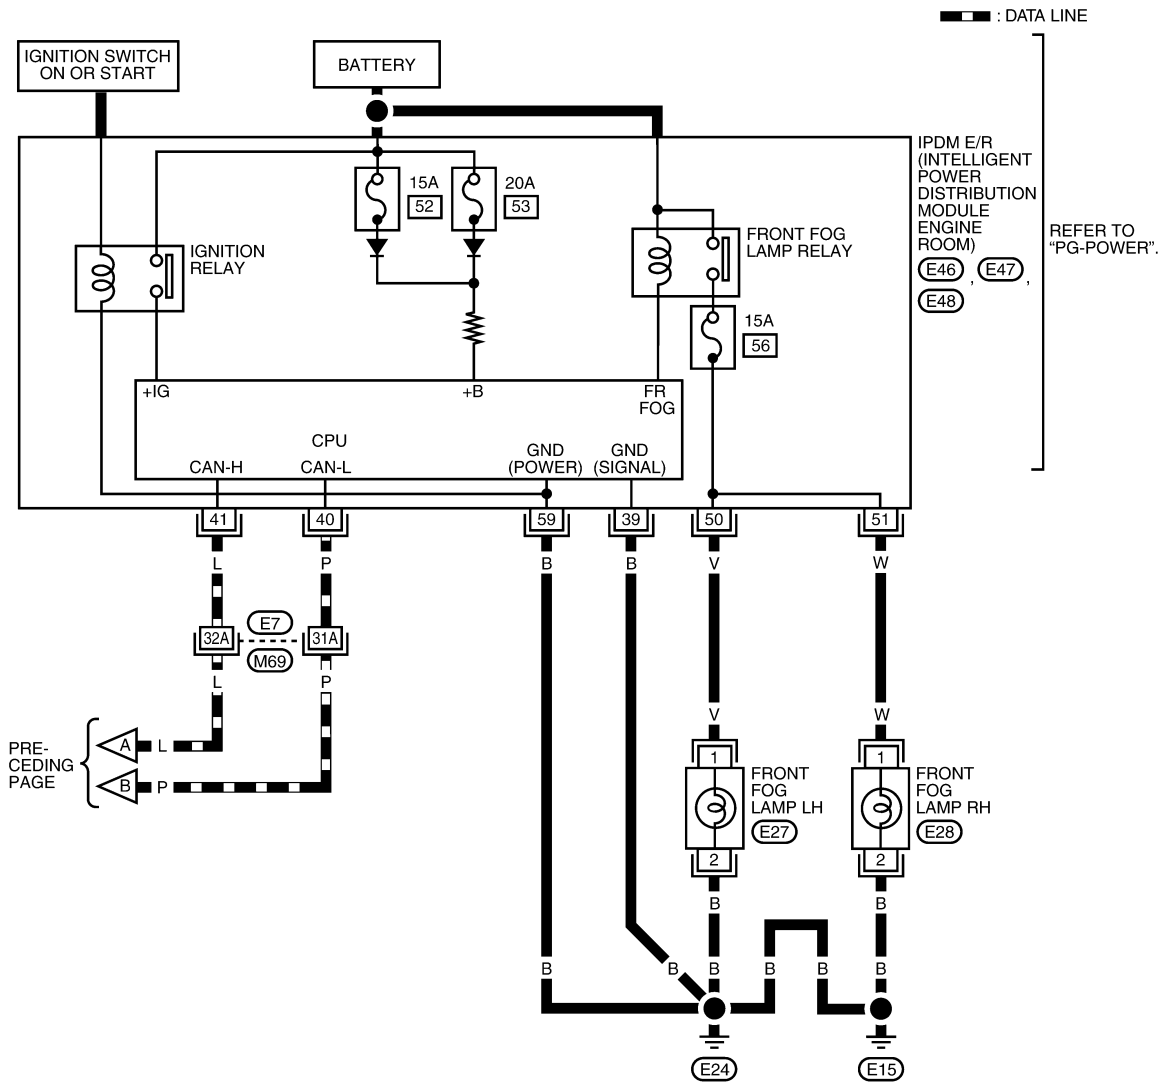 : DATA LINE
IGNITION SWITCH
ON OR START
BATTERY
IPDM E/R
(INTELLIGENT
POWER
DISTRIBUTION
MODULE
ENGINE
ROOM)
E46 , E47 ,
E48
REFER TO
“PG-POWER”.
15A
52
20A
53
IGNITION
RELAY
FRONT FOG
LAMP RELAY
15A
56
+IG
+B
FR
FOG
CPU
CAN-H
CAN-L
GND
(POWER)
GND
(SIGNAL)
41
40
59
39
50
51
L
P
B
B
V
W
32A
E7
M69
31A
L
P
PRE-
CEDING
PAGE
A
L
B
P
V
W
1
1
FRONT
FOG
LAMP LH
E27
FRONT
FOG
LAMP RH
E28
2
2
B
B
B
B
B
B
B
B
E24
E15